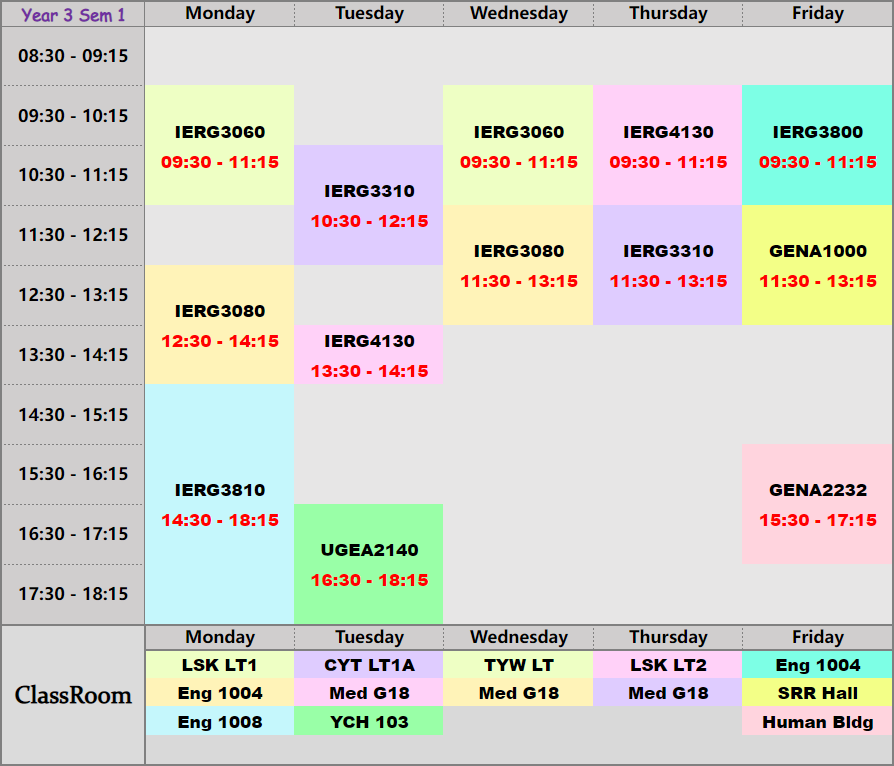 Year 3 Sem 1 Monday Tuesday Wednesday Thursday Friday
08:30 - 09:15
09:30 - 10:15
IERG3060 IERG3060 IERG4130 IERG3800
09:30 - 11:15 09:30 - 11:15 09:30 - 11:15 09:30 - 11:15
10:30 - 11:15
IERG3310
10:30 - 12:15
11:30 - 12:15
IERG3080 IERG3310 GENA1000
11:30 - 13:15 11:30 - 13:15 11:30 - 13:15
12:30 - 13:15
IERG3080
12:30 - 14:15
13:30 - 14:15
IERG4130
13:30 - 14:15
14:30 - 15:15
15:30 - 16:15
IERG3810 GENA2232
14:30 - 18:15 15:30 - 17:15
16:30 - 17:15
UGEA2140
16:30 - 18:15
17:30 - 18:15
Monday Tuesday Wednesday Thursday Friday
LSK LT1 CYT LT1A TYW LT LSK LT2 Eng 1004
ClassRoom
Eng 1004 Med G18 Med G18 Med G18 SRR Hall
Eng 1008 YCH 103 Human Bldg